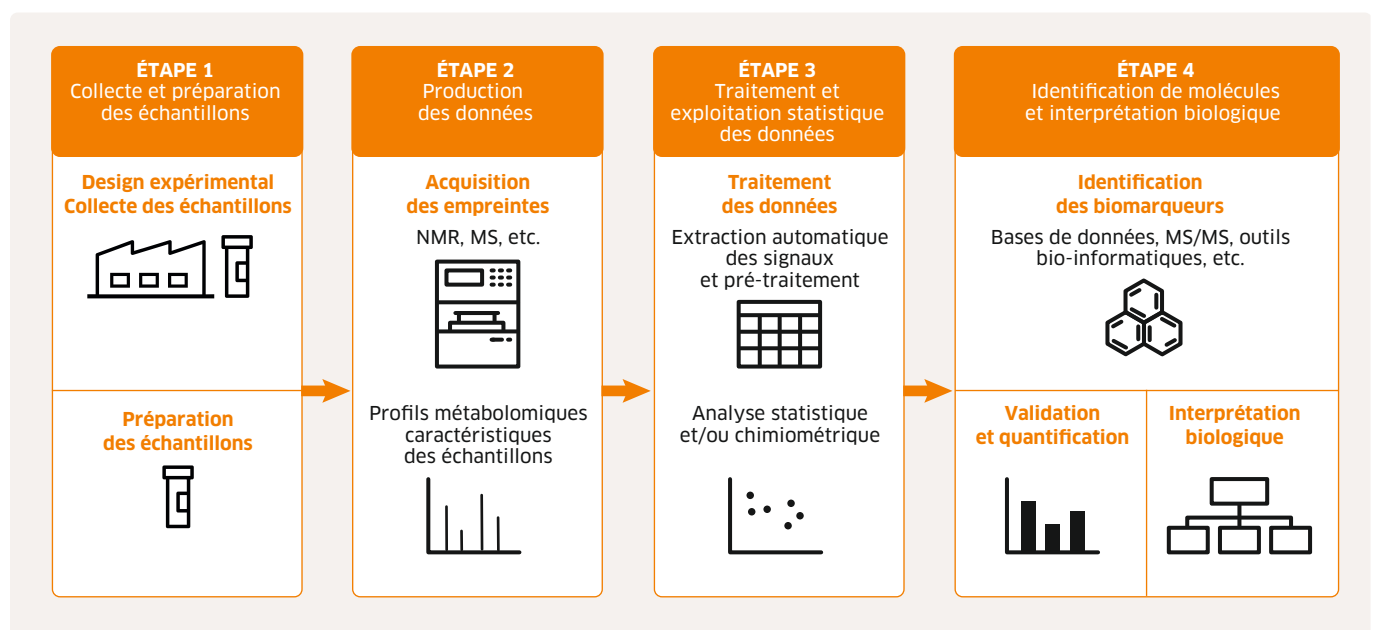 ÉTAPE 1
Collecte et préparation
des échantillons
Design expérimental
Collecte des échantillons
Préparation
des échantillons
ÉTAPE 2
Production
des données
Acquisition
des empreintes
NMR, MS, etc.
Profils métabolomiques
caractéristiques
des échantillons
ÉTAPE 3
Traitement et
exploitation statistique
des données
Traitement
des données
Extraction automatique
des signaux
et pré-traitement
Analyse statistique
et/ou chimiométrique
ÉTAPE 4
Identification de molécules
et interprétation biologique
Identification
des biomarqueurs
Bases de données, MS/MS, outils
bio-informatiques, etc.
Validation
et quantification
Interprétation
biologique